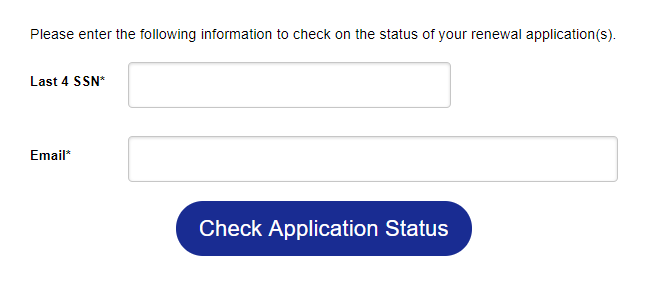 Please enter the following information to check on the status of your renewal application(s).
Last 4 SSN*
Email*
Check Application Status